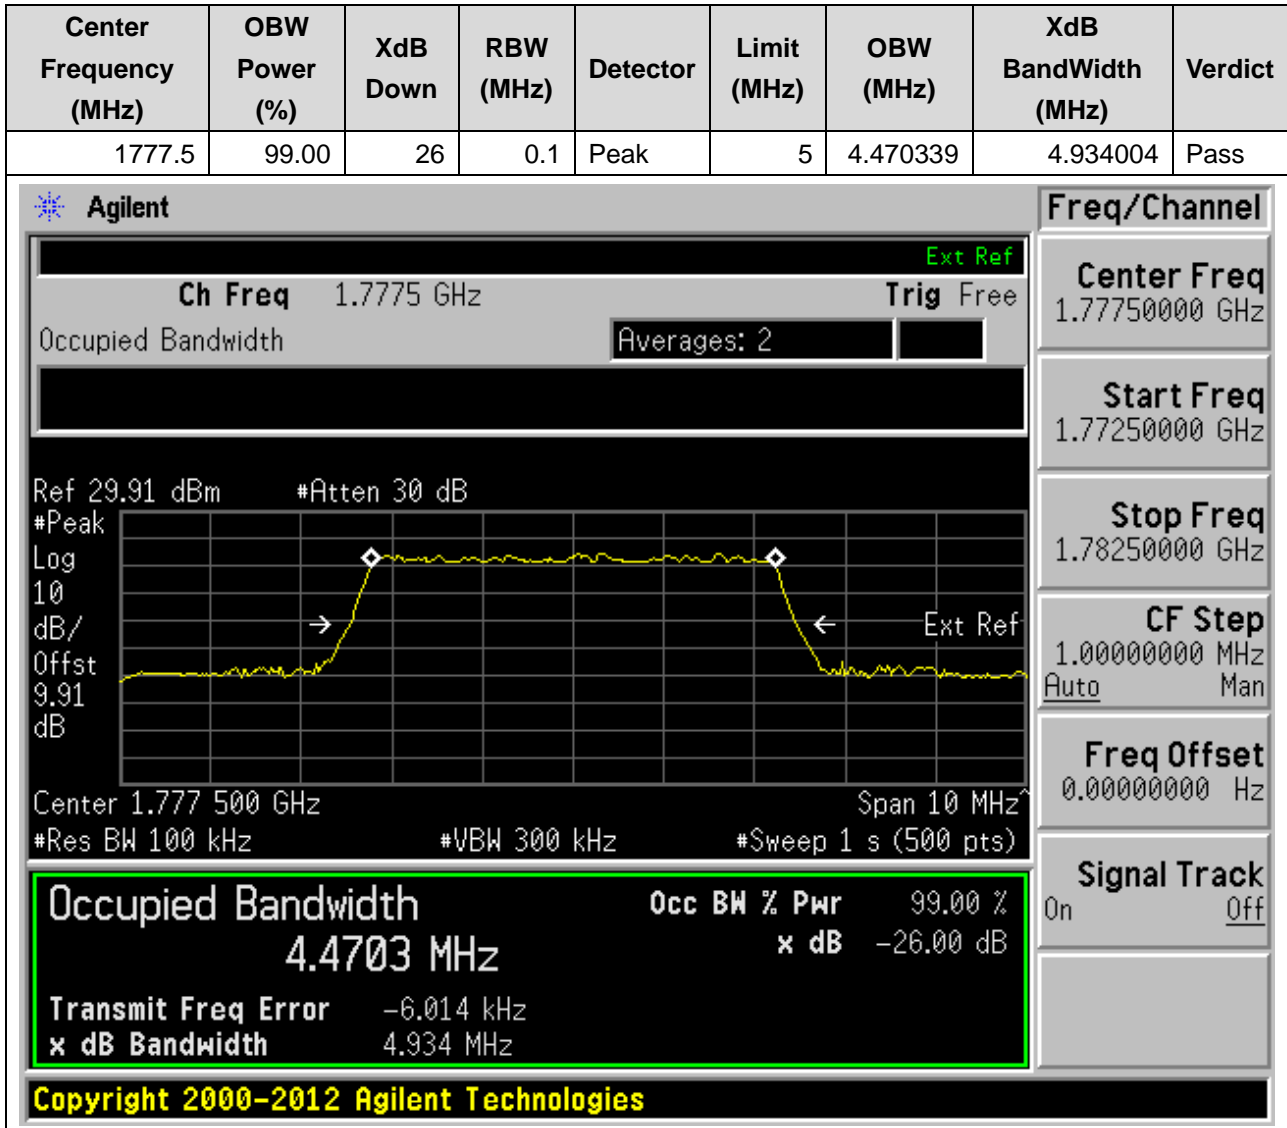 Center Frequency (MHz) OBW Power (%) XdB Down RBW (MHz) Detector Limit (MHz) OBW (MHz) XdB BandWidth (MHz) Verdict
1777.5 99.00 26 0.1 Peak 5 4.470339 4.934004 Pass
Agilent
Freq/Channel
Ext Ref
Ch Freq 1.7775 GHz Trig Free
Occupied Bandwidth Averages: 2
Ref 29.91 dBm #Atten 30 dB
#Peak
Log
10
dB/
Offst
9.91
dB
Ext Ref
Center 1.777 500 GHz Span 10 MHz^
#Res BW 100 kHz #VBW 300 kHz #Sweep 1 s (500 pts)
Occupied Bandwidth Occ BW % Pwr 99.00 %
4.4703 MHz x dB -26.00 dB
Transmit Freq Error -6.014 kHz
x dB Bandwidth 4.934 MHz
Center Freq
1.77750000 GHz
Start Freq
1.77250000 GHz
Stop Freq
1.78250000 GHz
CF Step
1.00000000 MHz
Auto Man
Freq Offset
0.00000000 Hz
Signal Track
On Off
Copyright 2000-2012 Agilent Technologies